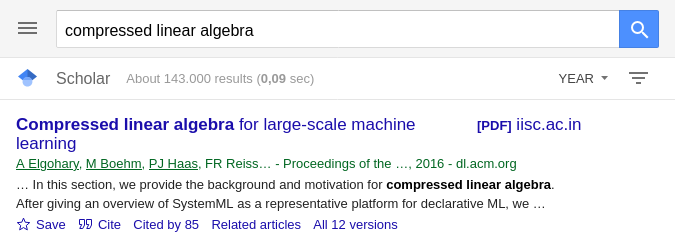 compressed linear algebra
Scholar About 143.000 results (0,09 sec) YEAR
Compressed linear algebra for large-scale machine [PDF] iisc.ac.in
learning
A Elgohary, M Boehm, PJ Haas, FR Reiss… - Proceedings of the …, 2016 - dl.acm.org
… In this section, we provide the background and motivation for compressed linear algebra.
After giving an overview of SystemML as a representative platform for declarative ML, we …
Save Cite Cited by 85 Related articles All 12 versions